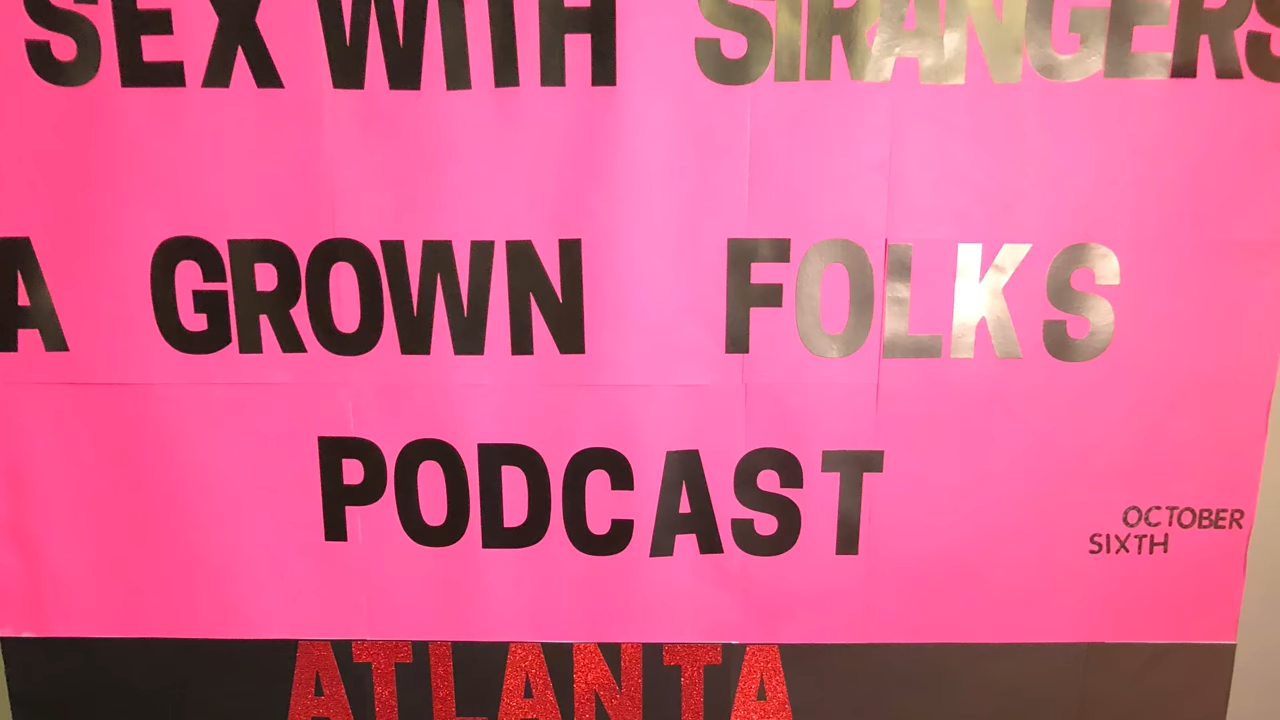 SEX WITH STRANGERS
A GROWN FOLKS
PODCAST
OCTOBER
SIXTH
ATLANTA